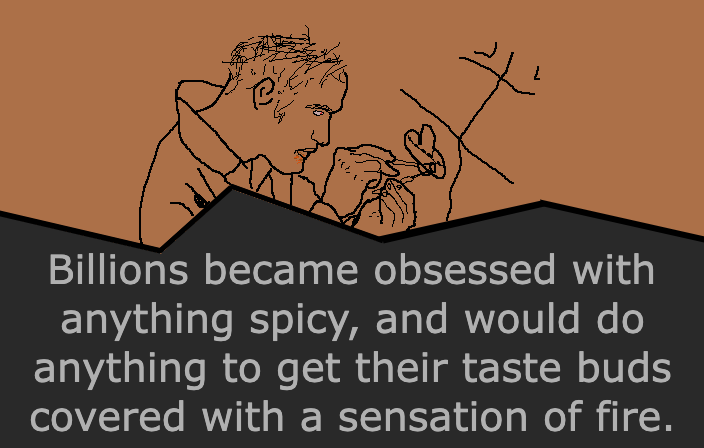 Billions became obsessed with
anything spicy, and would do
anything to get their taste buds
covered with a sensation of fire.